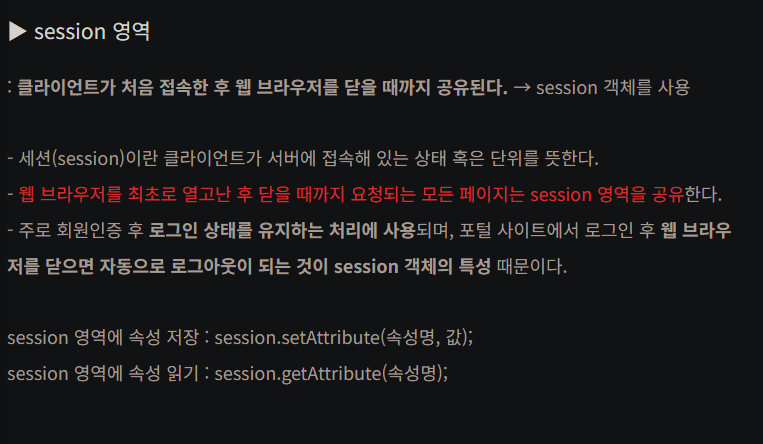 ▶ session 영역
: 클라이언트가 처음 접속한 후 웹 브라우저를 닫을 때까지 공유된다. → session 객체를 사용
- 세션(session)이란 클라이언트가 서버에 접속해 있는 상태 혹은 단위를 뜻한다.
- 웹 브라우저를 최초로 열고난 후 닫을 때까지 요청되는 모든 페이지는 session 영역을 공유한다.
- 주로 회원인증 후 로그인 상태를 유지하는 처리에 사용되며, 포털 사이트에서 로그인 후 웹 브라우
저를 닫으면 자동으로 로그아웃이 되는 것이 session 객체의 특성 때문이다.
session 영역에 속성 저장 : session.setAttribute(속성명, 값);
session 영역에 속성 읽기 : session.getAttribute(속성명);